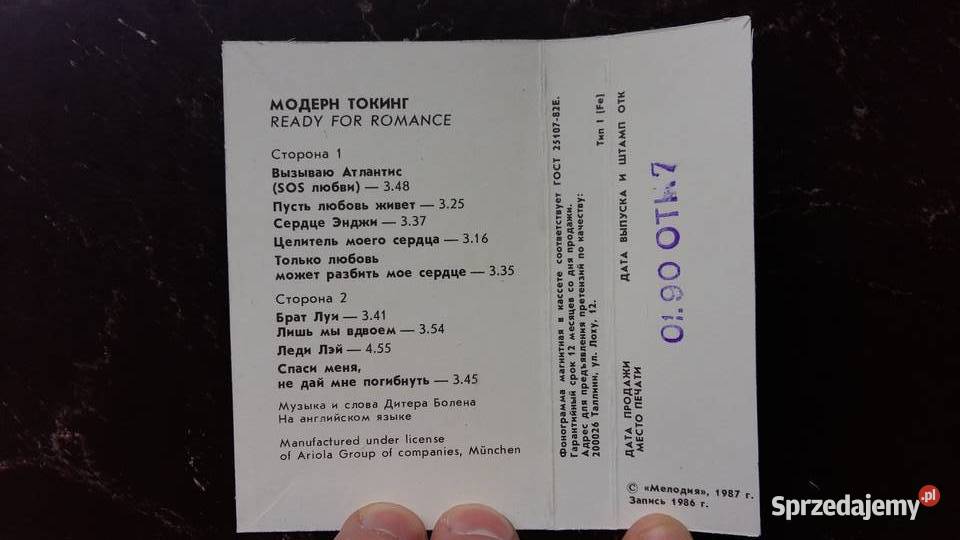 МОДЕРН ТОКИНГ
READY FOR ROMANCE
Сторона 1
Вызываю Атлантис
(SOS любви) — 3.48
Пусть любовь живет — 3.25
Сердце Энджи — 3.37
Целитель моего сердца — 3.16
Только любовь
может разбить мое сердце — 3.35
Сторона 2
Брат Луи — 3.41
Лишь мы вдвоем — 3.54
Леди Лэй — 4.55
Спаси меня,
не дай мне погибнуть — 3.45
Музыка и слова Дитера Болена
На английском языке
Manufactured under license
of Ariola Group of companies, München
Фонограмма магнитная в кассете соответствует ГОСТ 25107-82Е.
Гарантийный срок 12 месяцев со дня продажи.
Адрес для предъявления претензий по качеству:
200026 Таллинн, ул. Лоху, 12.
Тип I (Fe)
ДАТА ВЫПУСКА И ШТАМП ОТК
ДАТА ПРОДАЖИ
МЕСТО ПЕЧАТИ
01.90 ОТК.7
© «Мелодия», 1987 г.
Запись 1986 г.
Sprzedajemy.pl